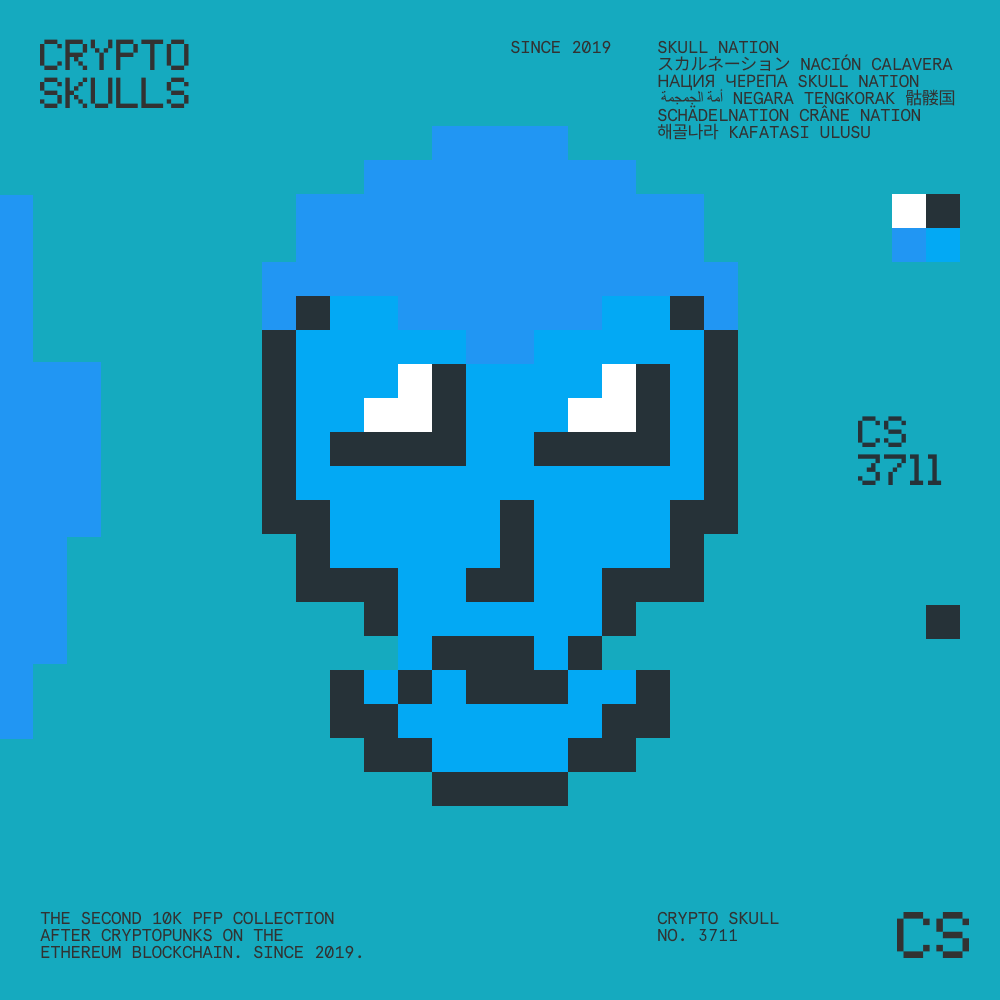 CRYPTO
SKULLS
SINCE 2019
SKULL NATION
スカルネーション NACIÓN CALAVERA
НАЦИЯ ЧЕРЕПА SKULL NATION
أمة الجمجمة NEGARA TENGKORAK 骷髅国
SCHÄDELNATION CRÂNE NATION
해골나라 KAFATASI ULUSU
CS
3711
THE SECOND 10K PFP COLLECTION
AFTER CRYPTOPUNKS ON THE
ETHEREUM BLOCKCHAIN. SINCE 2019.
CRYPTO SKULL
NO. 3711
CS